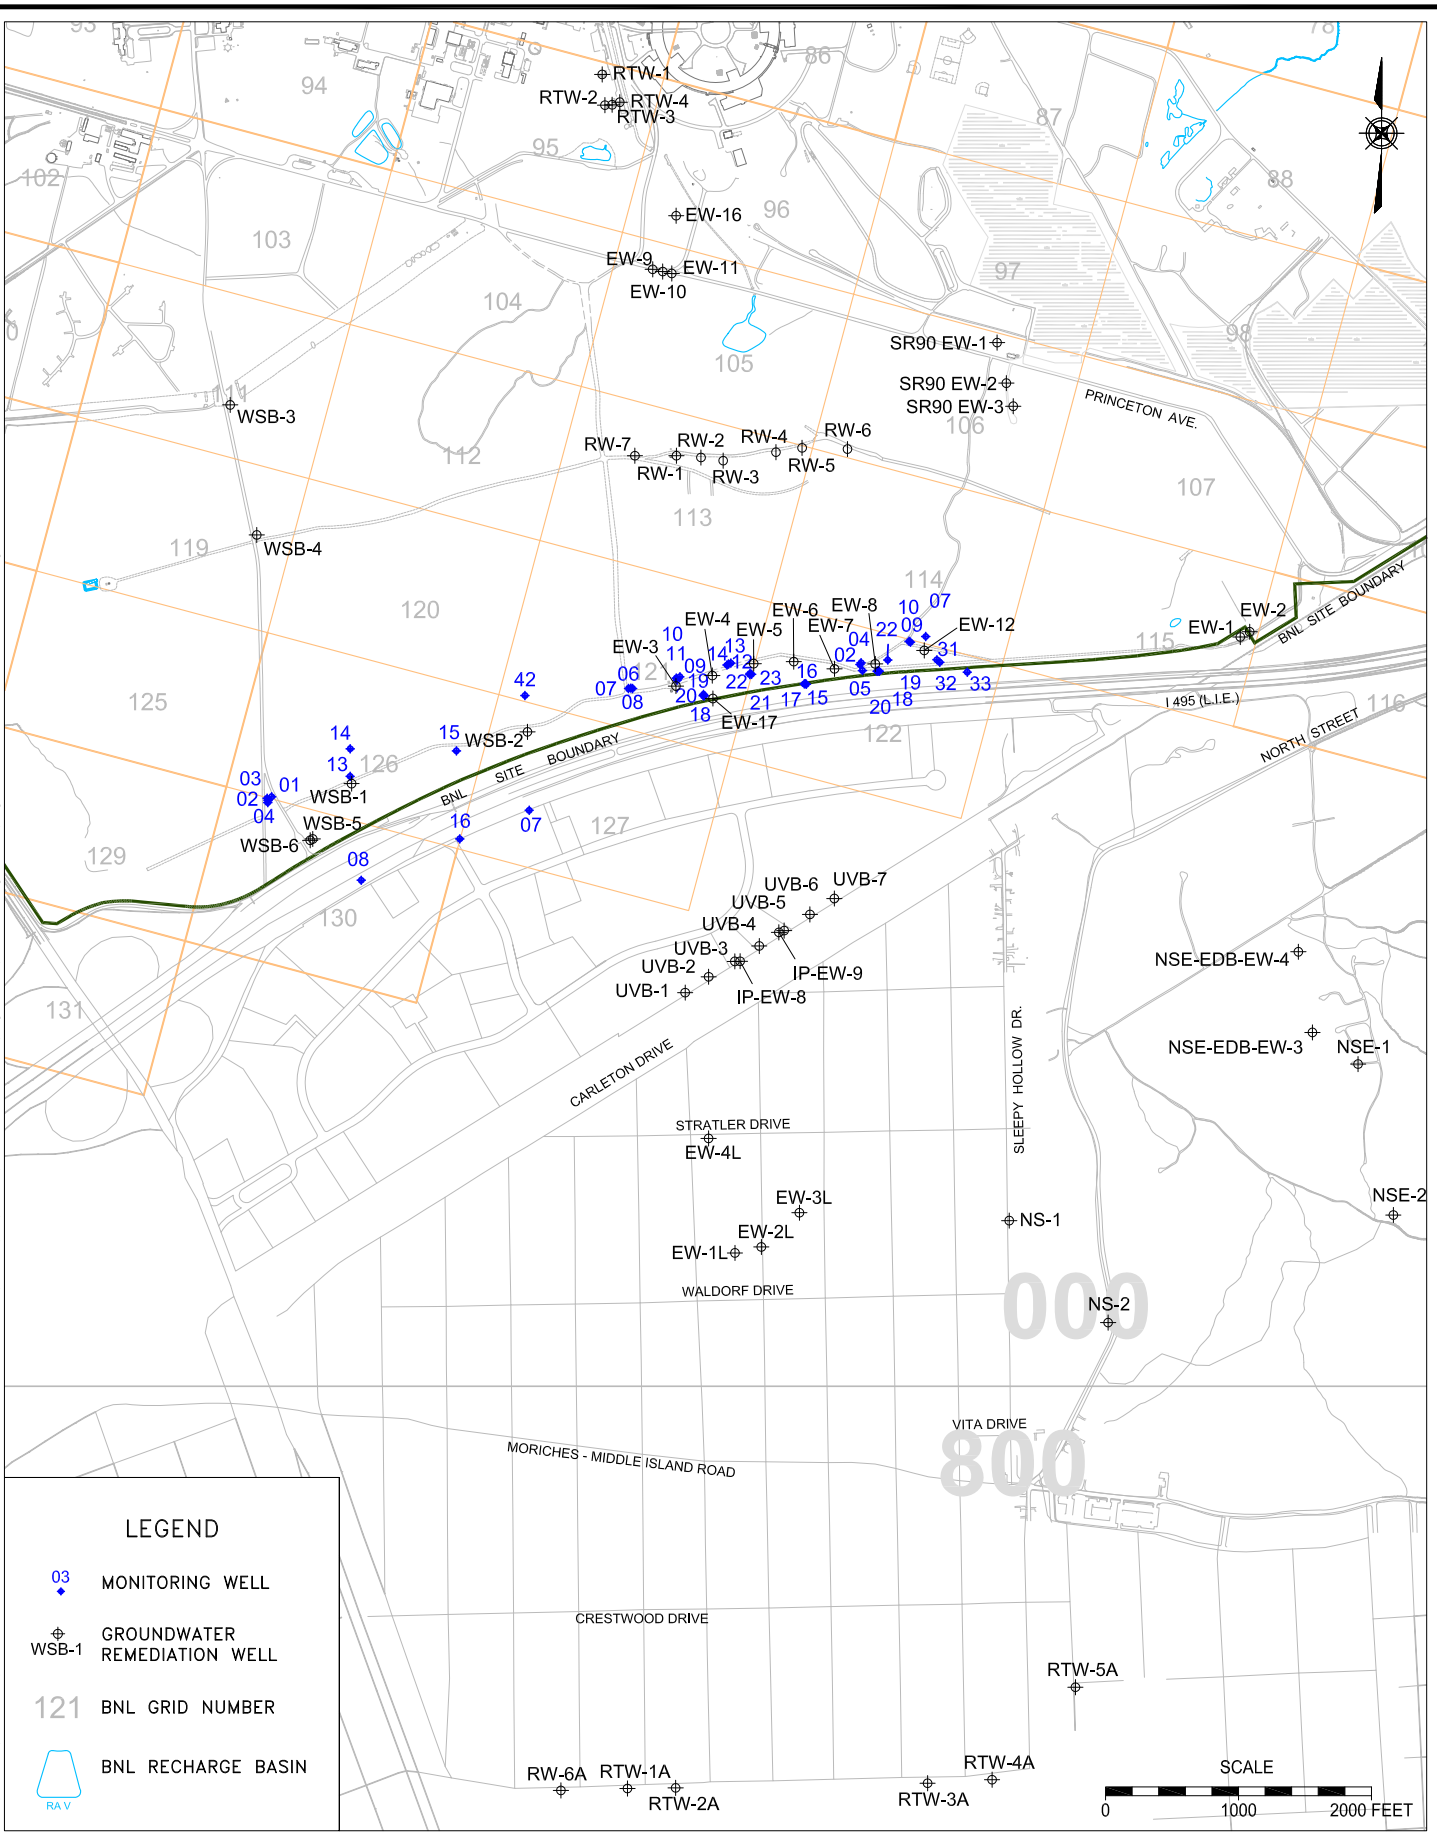 93
78
86
94
RTW-1
RTW-2
RTW-4
RTW-3
87
95
102
88
EW-16
96
103
EW-9
EW-11
EW-10
97
104
98
SR90 EW-1
105
SR90 EW-2
SR90 EW-3
PRINCETON AVE.
106
111
WSB-3
RW-7
RW-2
RW-4
RW-6
112
RW-1
RW-3
RW-5
107
113
119
WSB-4
120
114
BNL SITE BOUNDARY
EW-2
EW-1
115
10
07
EW-6
EW-8
22
09
EW-12
EW-4
EW-7
04
02
31
EW-3
10
11
EW-5
13
14
12
09
19
22
23
16
05
19
32
33
06
07
08
20
18
EW-17
21
17
15
20
18
I 495 (L.I.E.)
116
42
125
14
15
WSB-2
122
NORTH STREET
13
126
WSB-1
BNL SITE BOUNDARY
03
01
02
04
WSB-5
WSB-6
16
07
127
129
08
130
UVB-7
UVB-6
UVB-5
UVB-4
UVB-3
UVB-2
UVB-1
IP-EW-9
IP-EW-8
131
NSE-EDB-EW-4
NSE-EDB-EW-3
NSE-1
CARLETON DRIVE
SLEEPY HOLLOW DR.
STRATLER DRIVE
EW-4L
EW-3L
NSE-2
NS-1
EW-2L
EW-1L
WALDORF DRIVE
000
NS-2
VITA DRIVE
MORICHES - MIDDLE ISLAND ROAD
800
LEGEND
03
MONITORING WELL
WSB-1
GROUNDWATER
REMEDIATION WELL
121
BNL GRID NUMBER
BNL RECHARGE BASIN
RA V
CRESTWOOD DRIVE
RTW-5A
RW-6A
RTW-1A
RTW-2A
RTW-4A
RTW-3A
SCALE
0
1000
2000 FEET